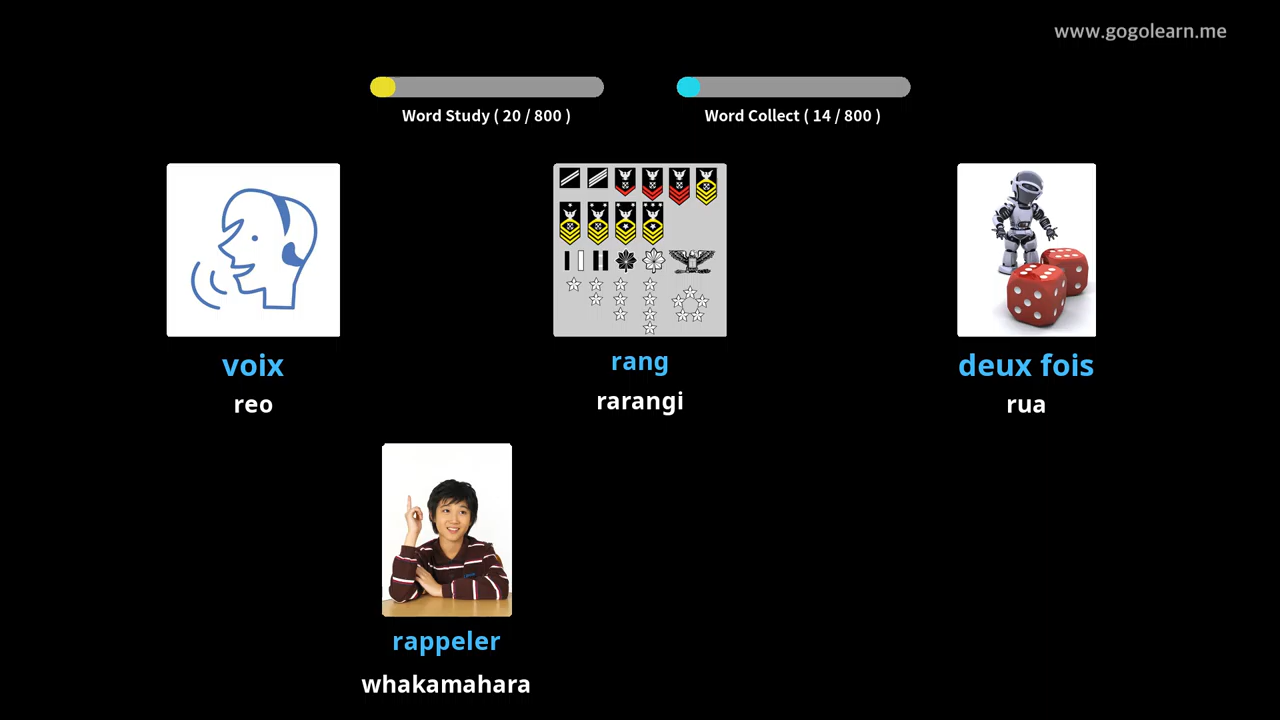 www.gogolearn.me
Word Study ( 20 / 800 )
Word Collect ( 14 / 800 )
voix
reo
rang
rarangi
deux fois
rua
rappeler
whakamahara